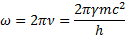 ω = 2πν = 2πγmc² / h